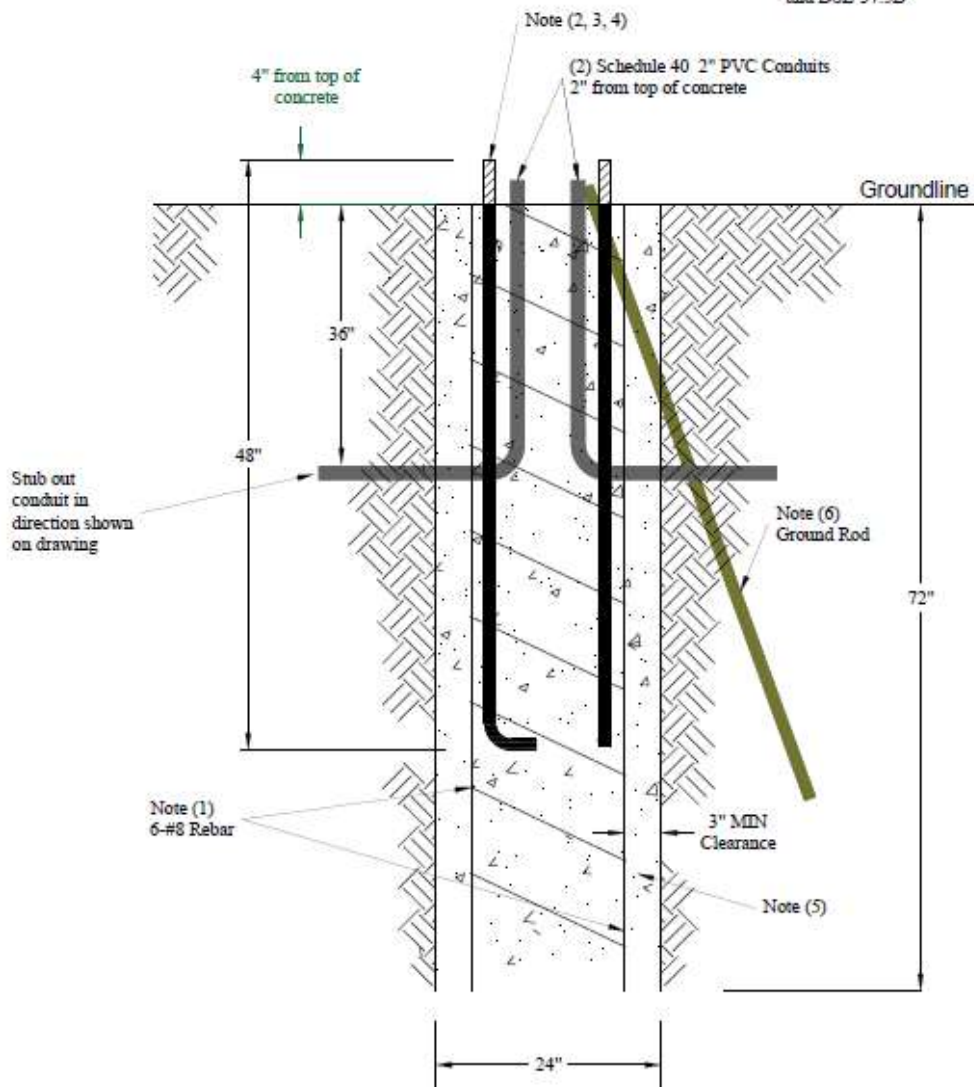 Note (2, 3, 4)
4" from top of
concrete
(2) Schedule 40 2" PVC Conduits
2" from top of concrete
Groundline
36"
48"
Stub out
conduit in
direction shown
on drawing
Note (6)
Ground Rod
72"
Note (1)
6-#8 Rebar
3" MIN
Clearance
Note (5)
24"